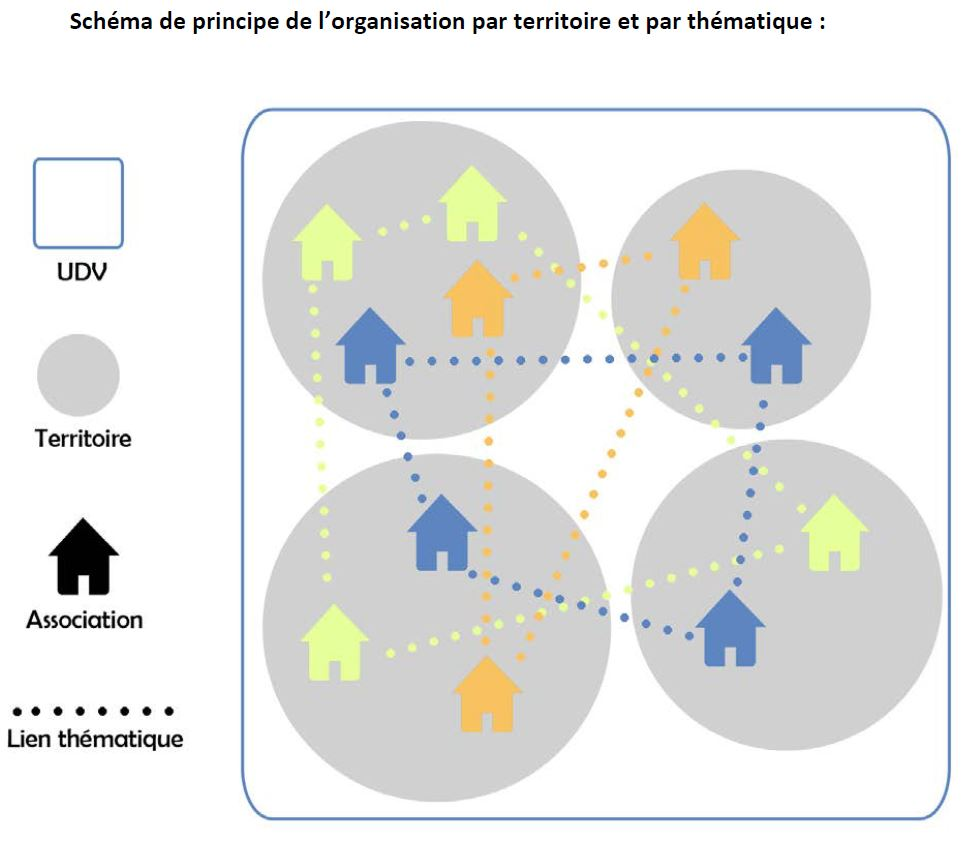 Schéma de principe de l’organisation par territoire et par thématique :
UDV
Territoire
Association
Lien thématique